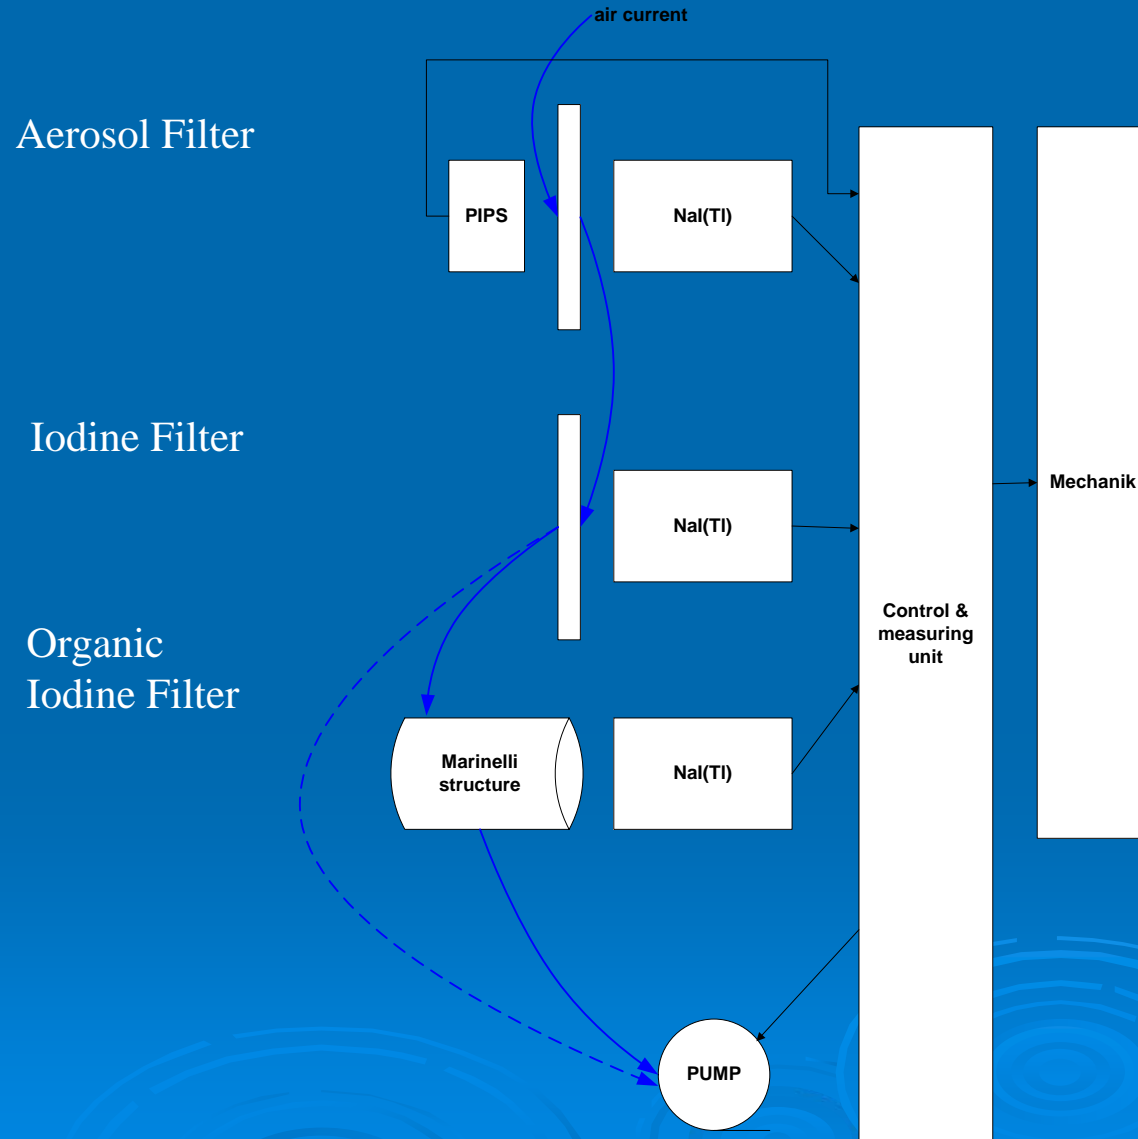 air current
Aerosol Filter
PIPS
NaI(Tl)
Iodine Filter
NaI(Tl)
Mechanik
Control &
measuring
unit
Organic
Iodine Filter
Marinelli
structure
NaI(Tl)
PUMP